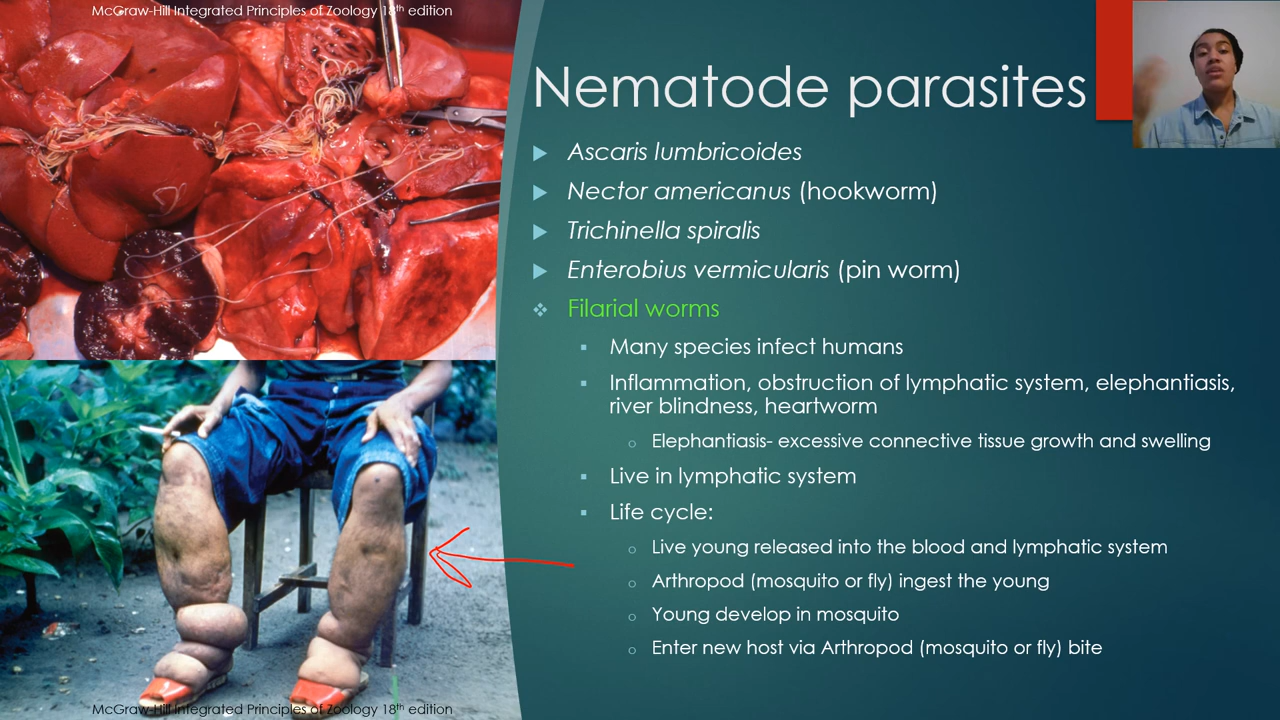 McGraw-Hill Integrated Principles of Zoology 18th edition
Nematode parasites
Ascaris lumbricoides
Nector americanus (hookworm)
Trichinella spiralis
Enterobius vermicularis (pin worm)
Filarial worms
Many species infect humans
Inflammation, obstruction of lymphatic system, elephantiasis,
river blindness, heartworm
Elephantiasis- excessive connective tissue growth and swelling
Live in lymphatic system
Life cycle:
Live young released into the blood and lymphatic system
Arthropod (mosquito or fly) ingest the young
Young develop in mosquito
Enter new host via Arthropod (mosquito or fly) bite
McGraw-Hill Integrated Principles of Zoology 18th edition